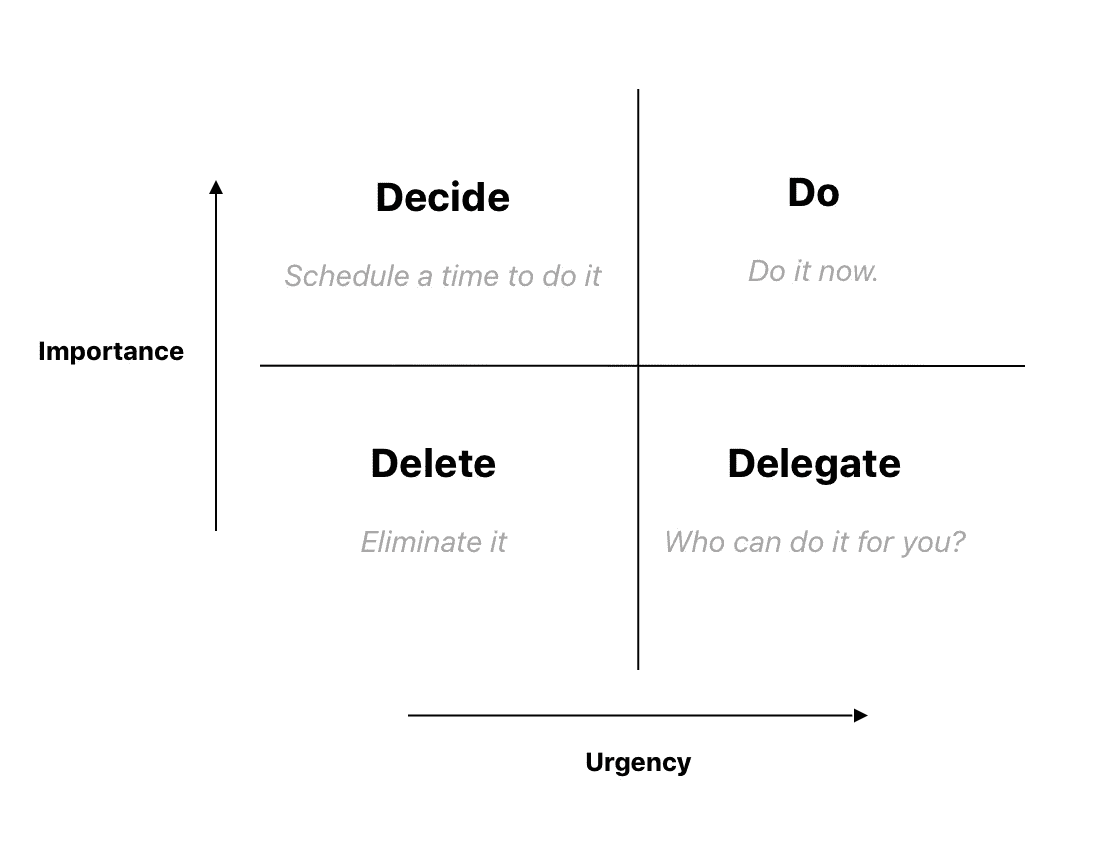 Decide
Do
Schedule a time to do it
Do it now.
Importance
Delete
Delegate
Eliminate it
Who can do it for you?
Urgency